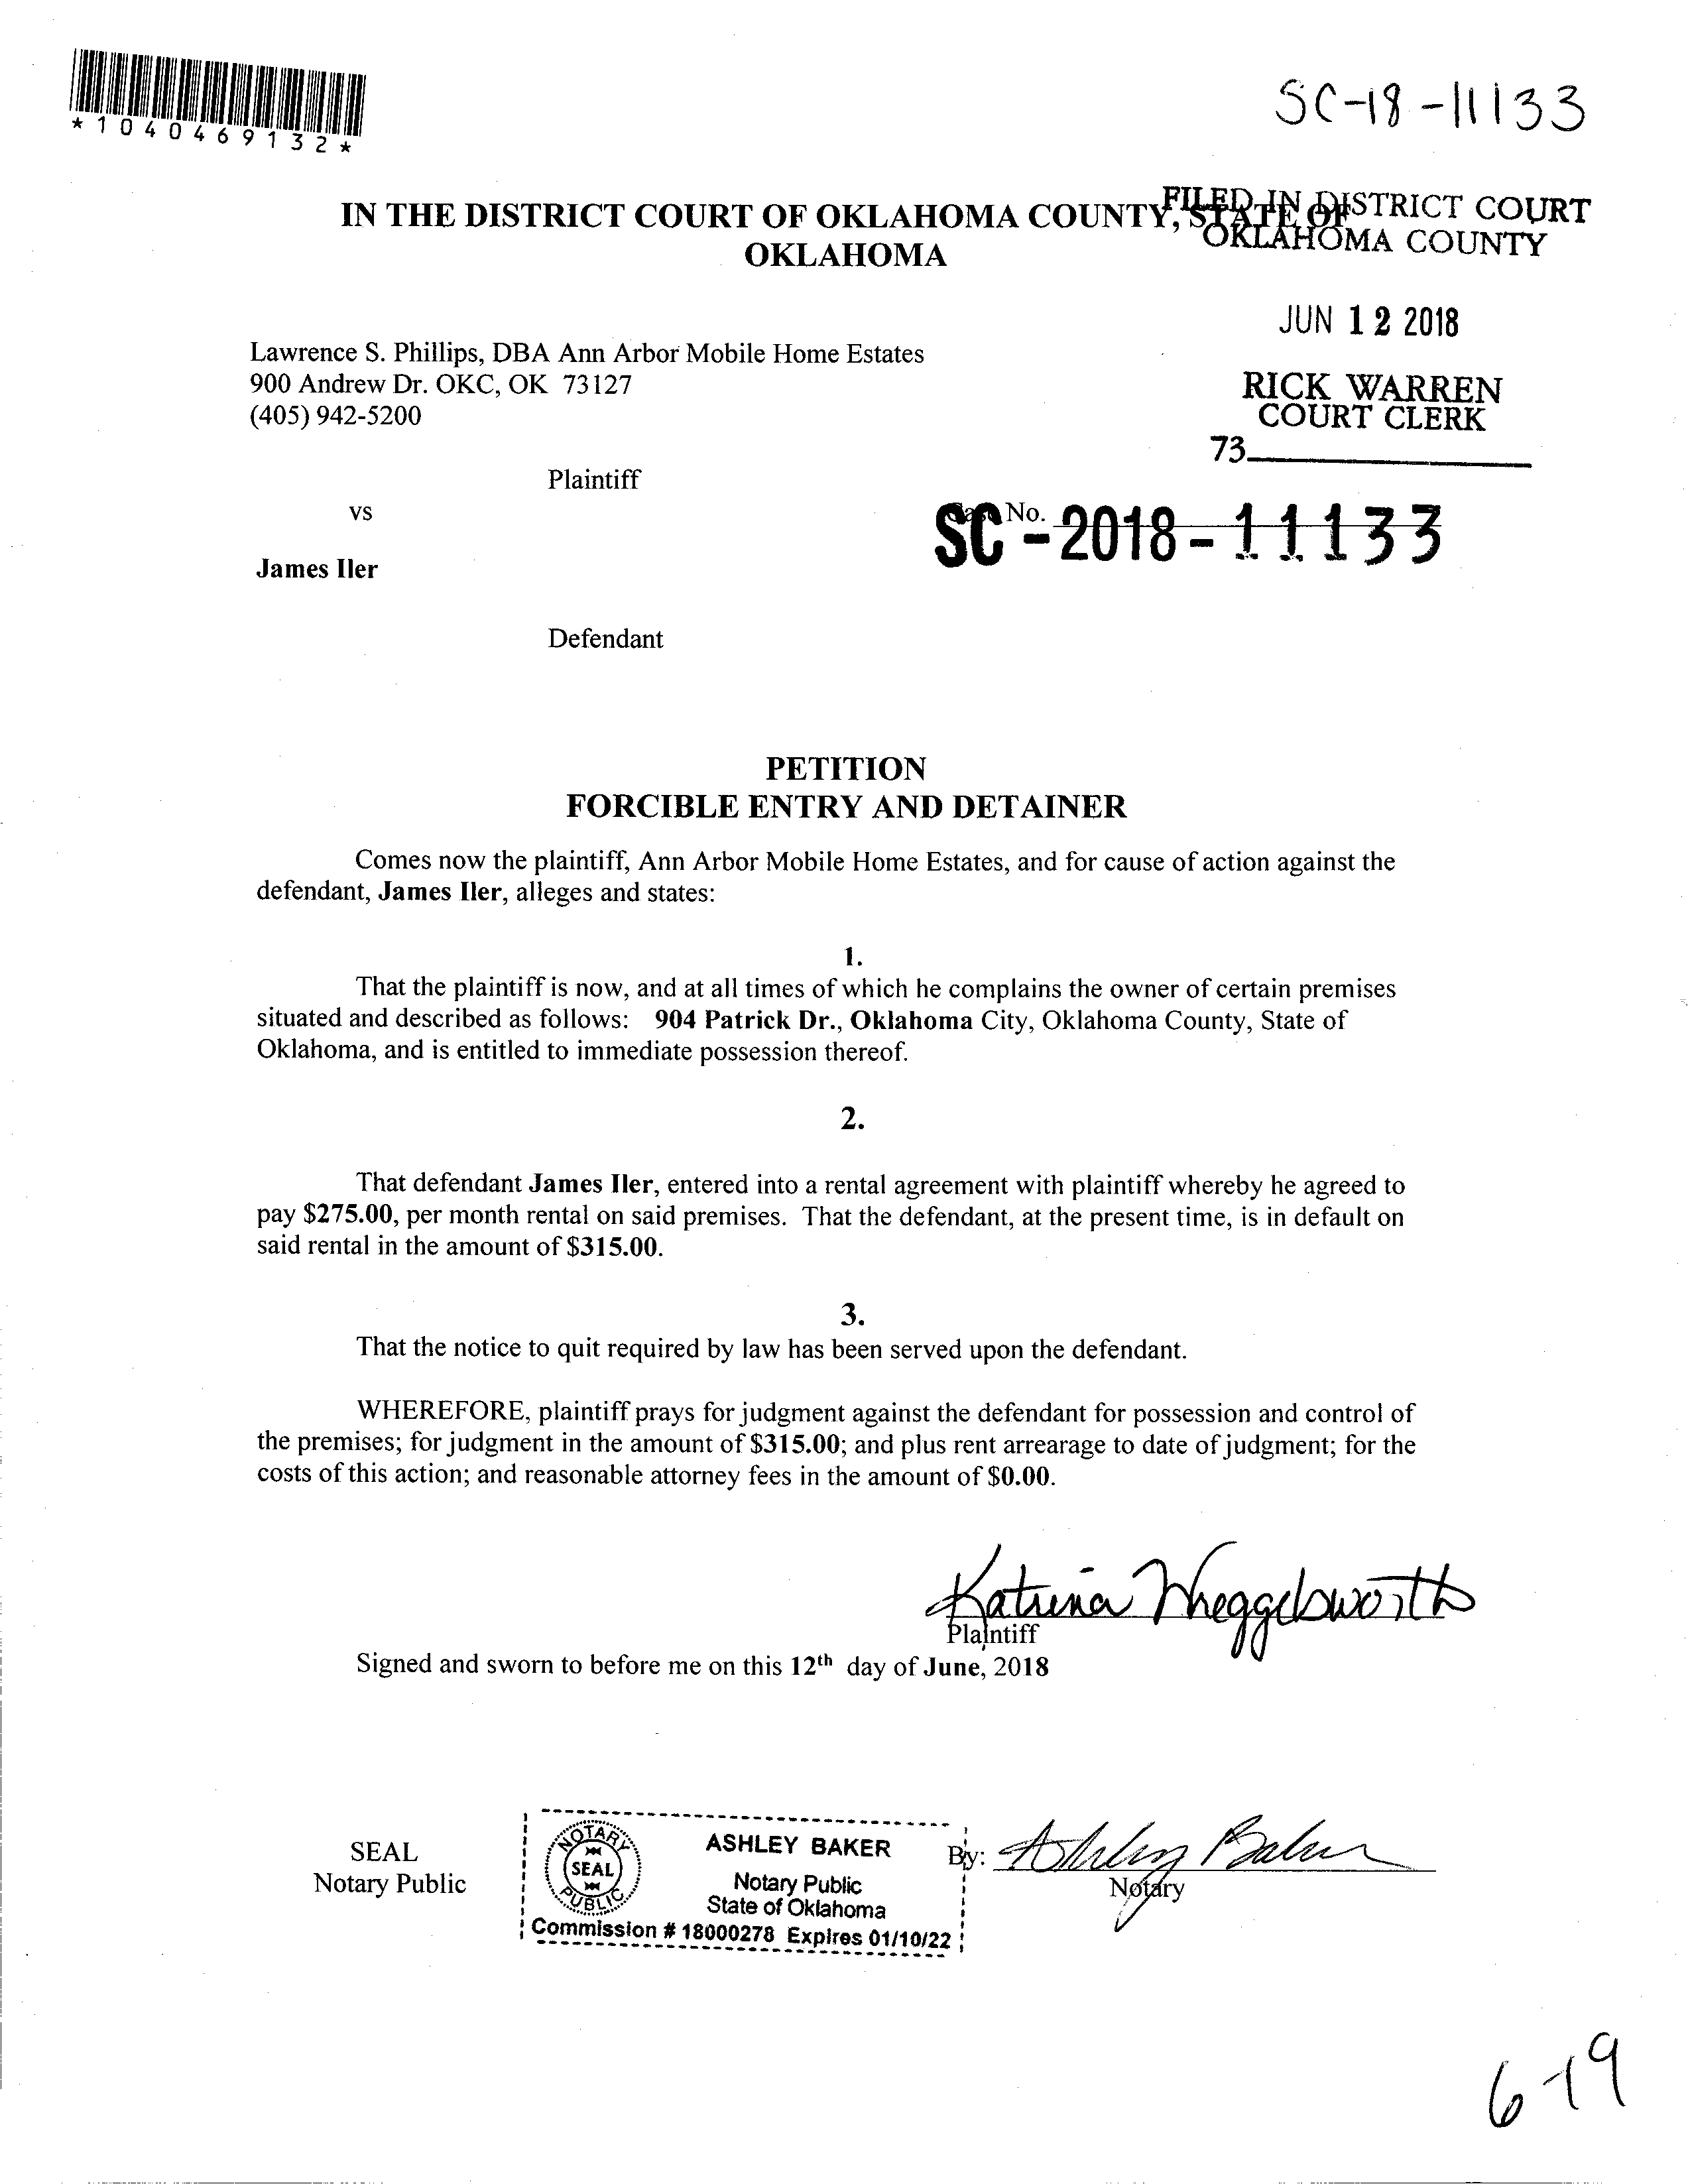 *1040469132*
SC-18-11133
IN THE DISTRICT COURT OF OKLAHOMA COUNTY, STATE OF
OKLAHOMA
FILED IN DISTRICT COURT
OKLAHOMA COUNTY
JUN 12 2018
RICK WARREN
COURT CLERK
73
Lawrence S. Phillips, DBA Ann Arbor Mobile Home Estates
900 Andrew Dr. OKC, OK 73127
(405) 942-5200
Plaintiff
vs
Case No.
SC-2018-11133
James Iler
Defendant
PETITION
FORCIBLE ENTRY AND DETAINER
Comes now the plaintiff, Ann Arbor Mobile Home Estates, and for cause of action against the
defendant, James Iler, alleges and states:
1.
That the plaintiff is now, and at all times of which he complains the owner of certain premises
situated and described as follows: 904 Patrick Dr., Oklahoma City, Oklahoma County, State of
Oklahoma, and is entitled to immediate possession thereof.
2.
That defendant James Iler, entered into a rental agreement with plaintiff whereby he agreed to
pay $275.00, per month rental on said premises. That the defendant, at the present time, is in default on
said rental in the amount of $315.00.
3.
That the notice to quit required by law has been served upon the defendant.
WHEREFORE, plaintiff prays for judgment against the defendant for possession and control of
the premises; for judgment in the amount of $315.00; and plus rent arrearage to date of judgment; for the
costs of this action; and reasonable attorney fees in the amount of $0.00.
Katrina Wreggelsworth
Plaintiff
Signed and sworn to before me on this 12th day of June, 2018
SEAL
Notary Public
NOTARY
SEAL
PUBLIC
ASHLEY BAKER
Notary Public
State of Oklahoma
Commission # 18000278 Expires 01/10/22
By: Ashley Baker
Notary
6-19